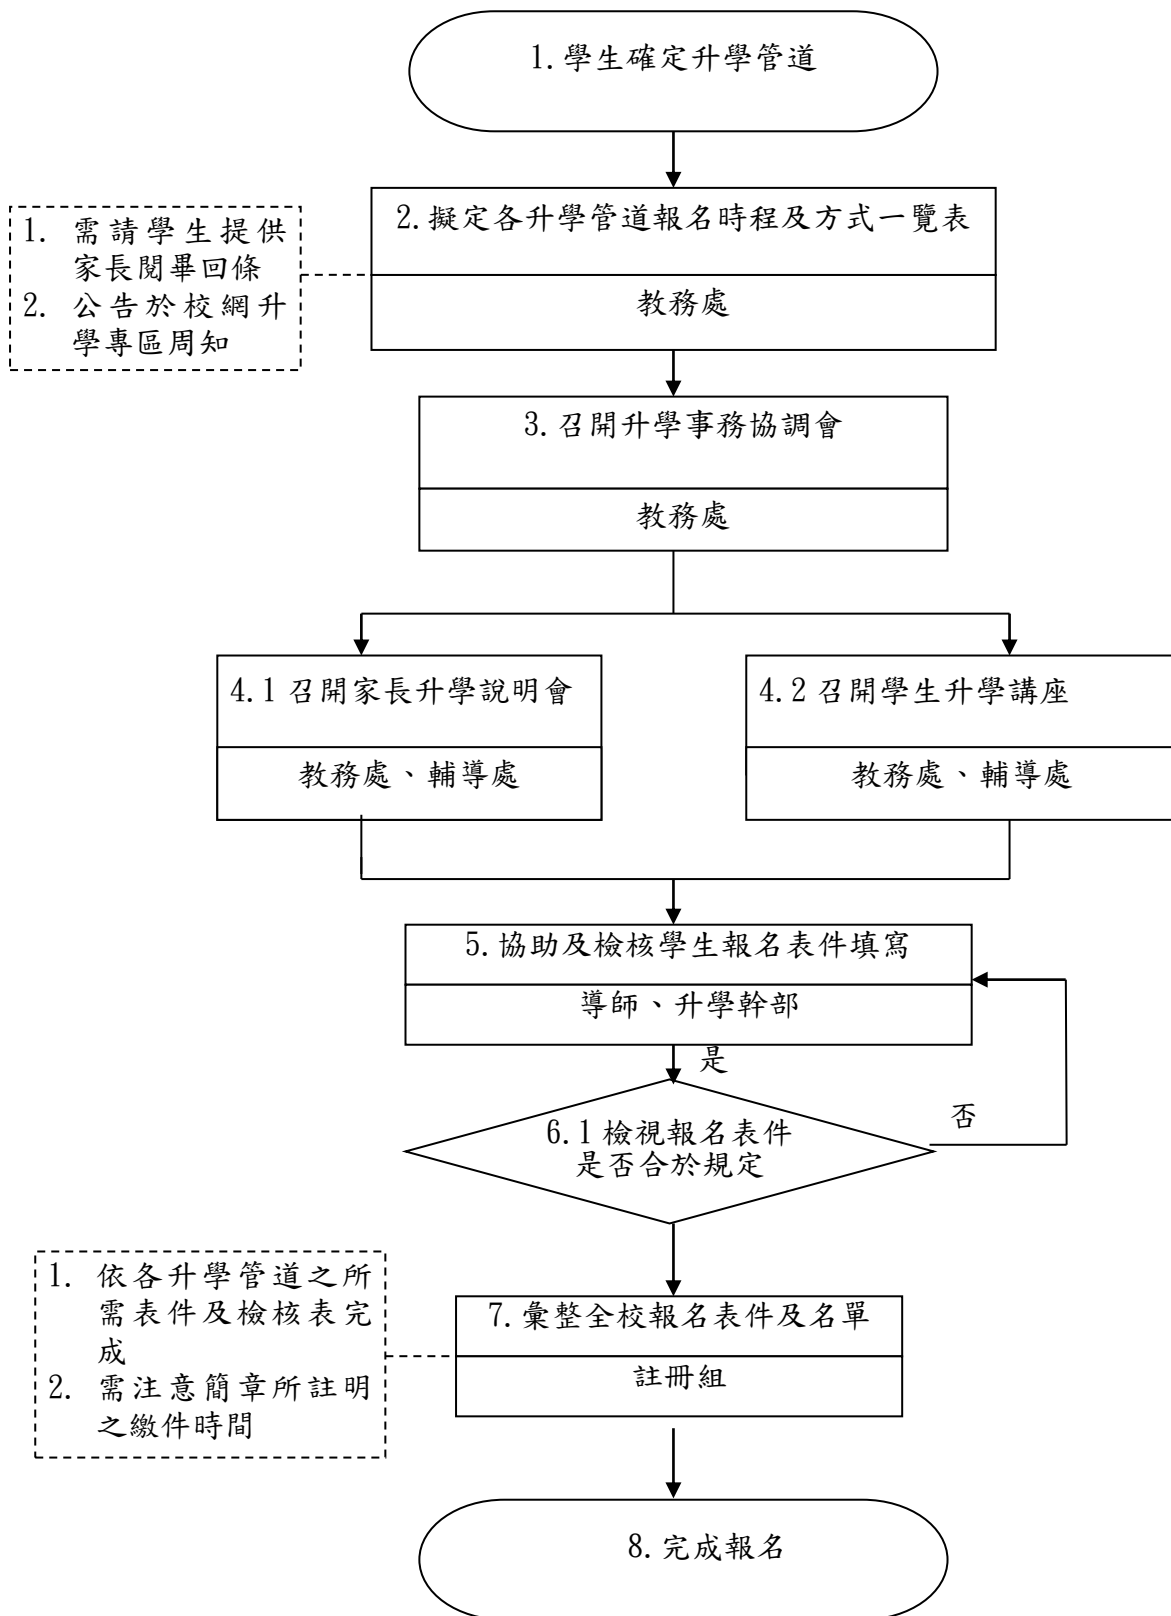 1.學生確定升學管道
2.擬定各升學管道報名時程及方式一覽表
教務處
1. 需請學生提供
家長閱畢回條
2. 公告於校網升
學專區周知
3.召開升學事務協調會
教務處
4.1召開家長升學說明會
教務處、輔導處
4.2召開學生升學講座
教務處、輔導處
5.協助及檢核學生報名表件填寫
導師、升學幹部
是
否
6.1檢視報名表件
是否合於規定
1. 依各升學管道之所
需表件及檢核表完
成
2. 需注意簡章所註明
之繳件時間
7.彙整全校報名表件及名單
註冊組
8.完成報名